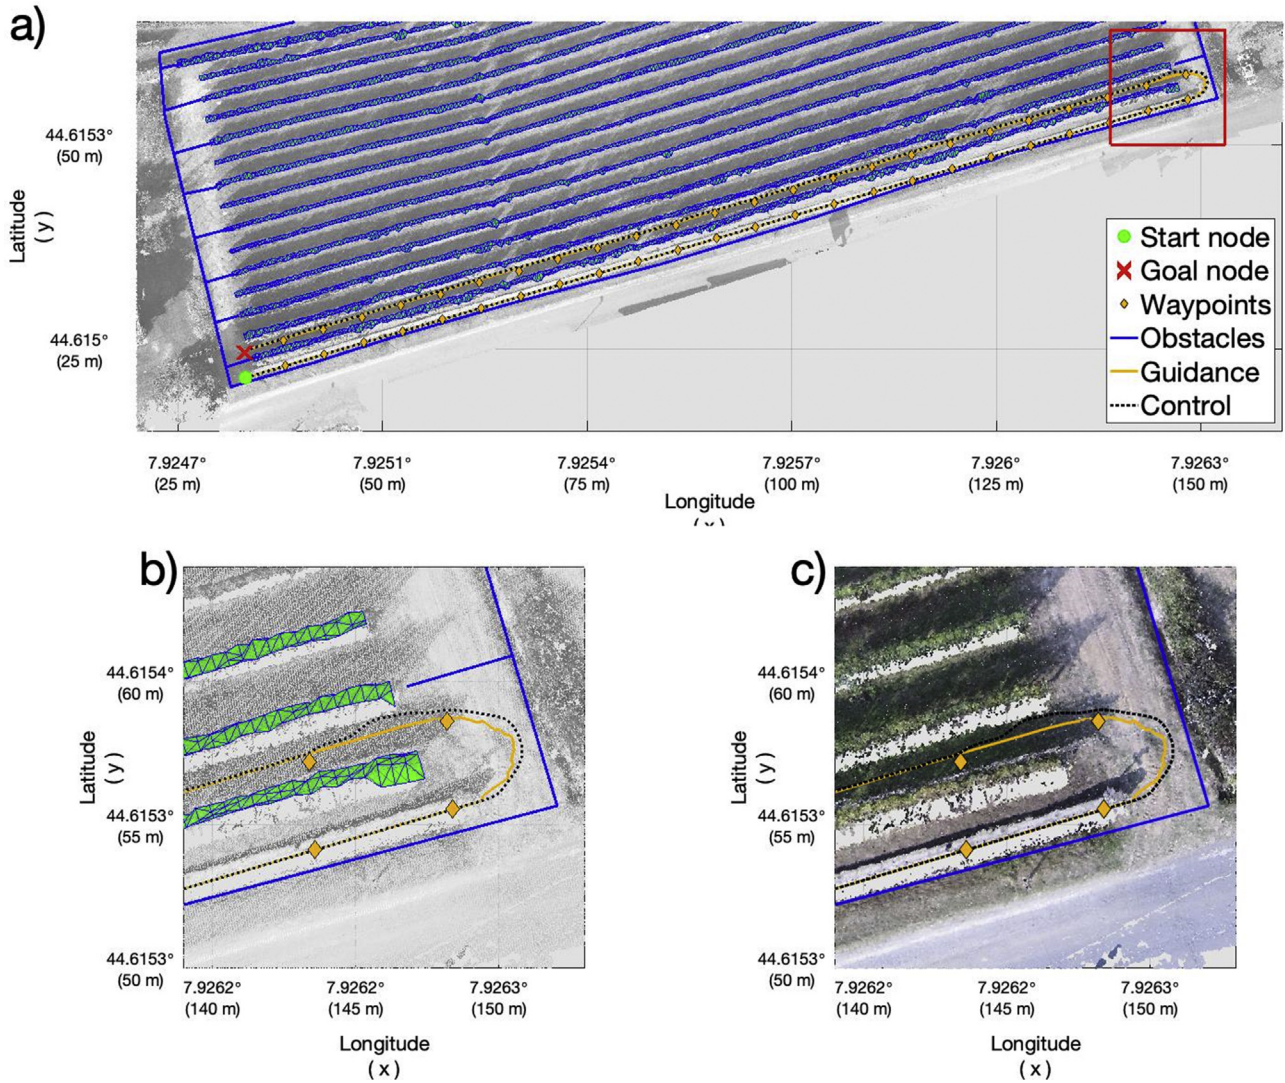 a)
44.6153°
(50 m)
44.615°
(25 m)
Latitude
( y )
Start node
Goal node
Waypoints
Obstacles
Guidance
Control
7.9247° 7.9251° 7.9254° 7.9257° 7.926° 7.9263°
(25 m) (50 m) (75 m) (100 m) (125 m) (150 m)
Longitude
( x )
b)
44.6154°
(60 m)
44.6153°
(55 m)
44.6153°
(50 m)
Latitude
( y )
7.9262° 7.9262° 7.9263°
(140 m) (145 m) (150 m)
Longitude
( x )
c)
44.6154°
(60 m)
44.6153°
(55 m)
44.6153°
(50 m)
Latitude
( y )
7.9262° 7.9262° 7.9263°
(140 m) (145 m) (150 m)
Longitude
( x )